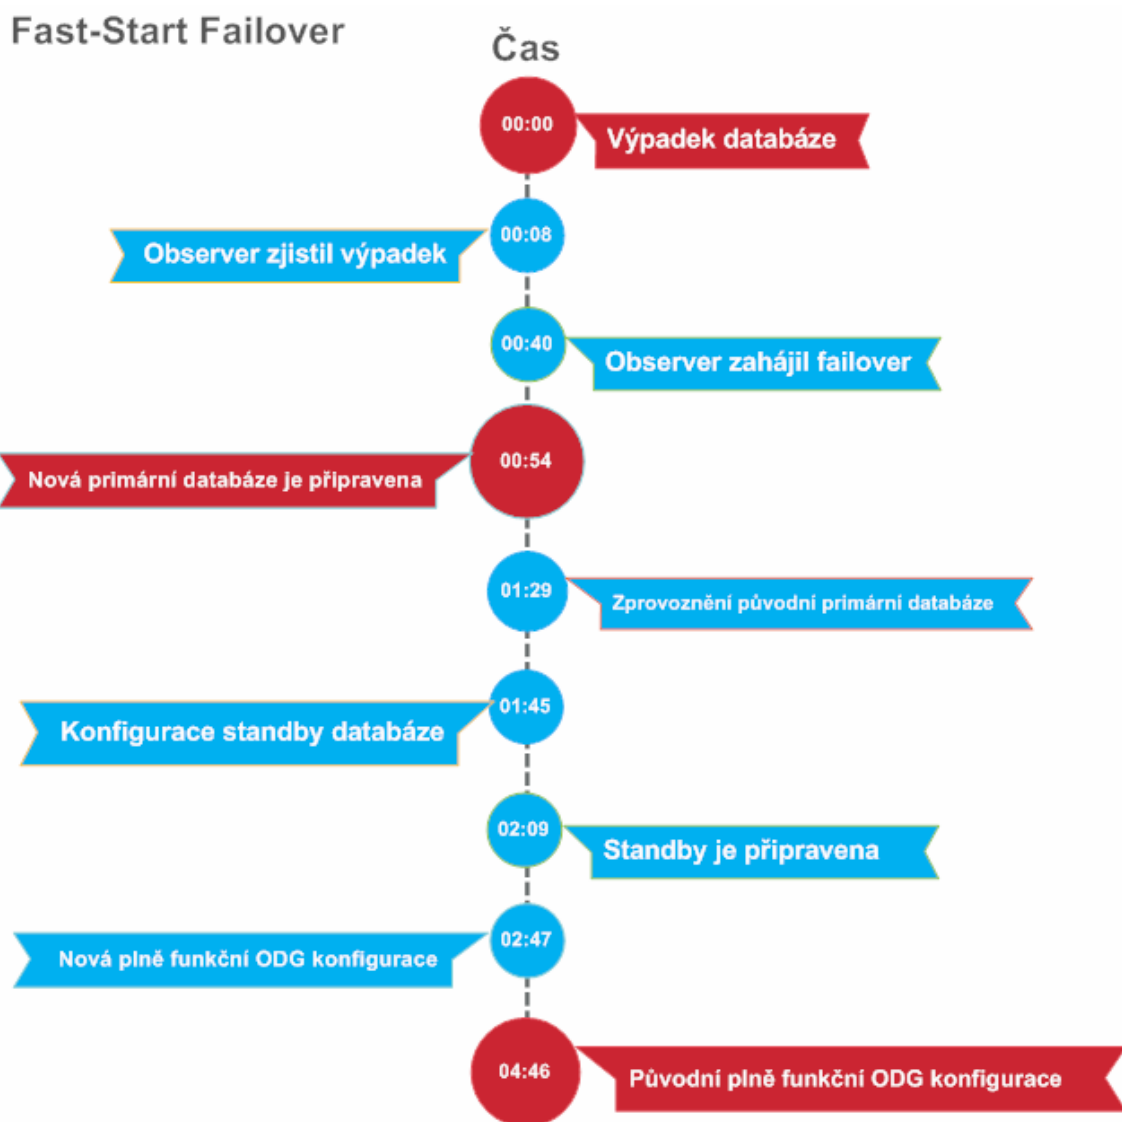 Fast-Start Failover
Čas
00:00
Výpadek databáze
00:08
Observer zjistil výpadek
00:40
Observer zahájil failover
00:54
Nová primární databáze je připravena
01:29
Zprovoznění původní primární databáze
01:45
Konfigurace standby databáze
02:09
Standby je připravena
02:47
Nová plně funkční ODG konfigurace
04:46
Původní plně funkční ODG konfigurace